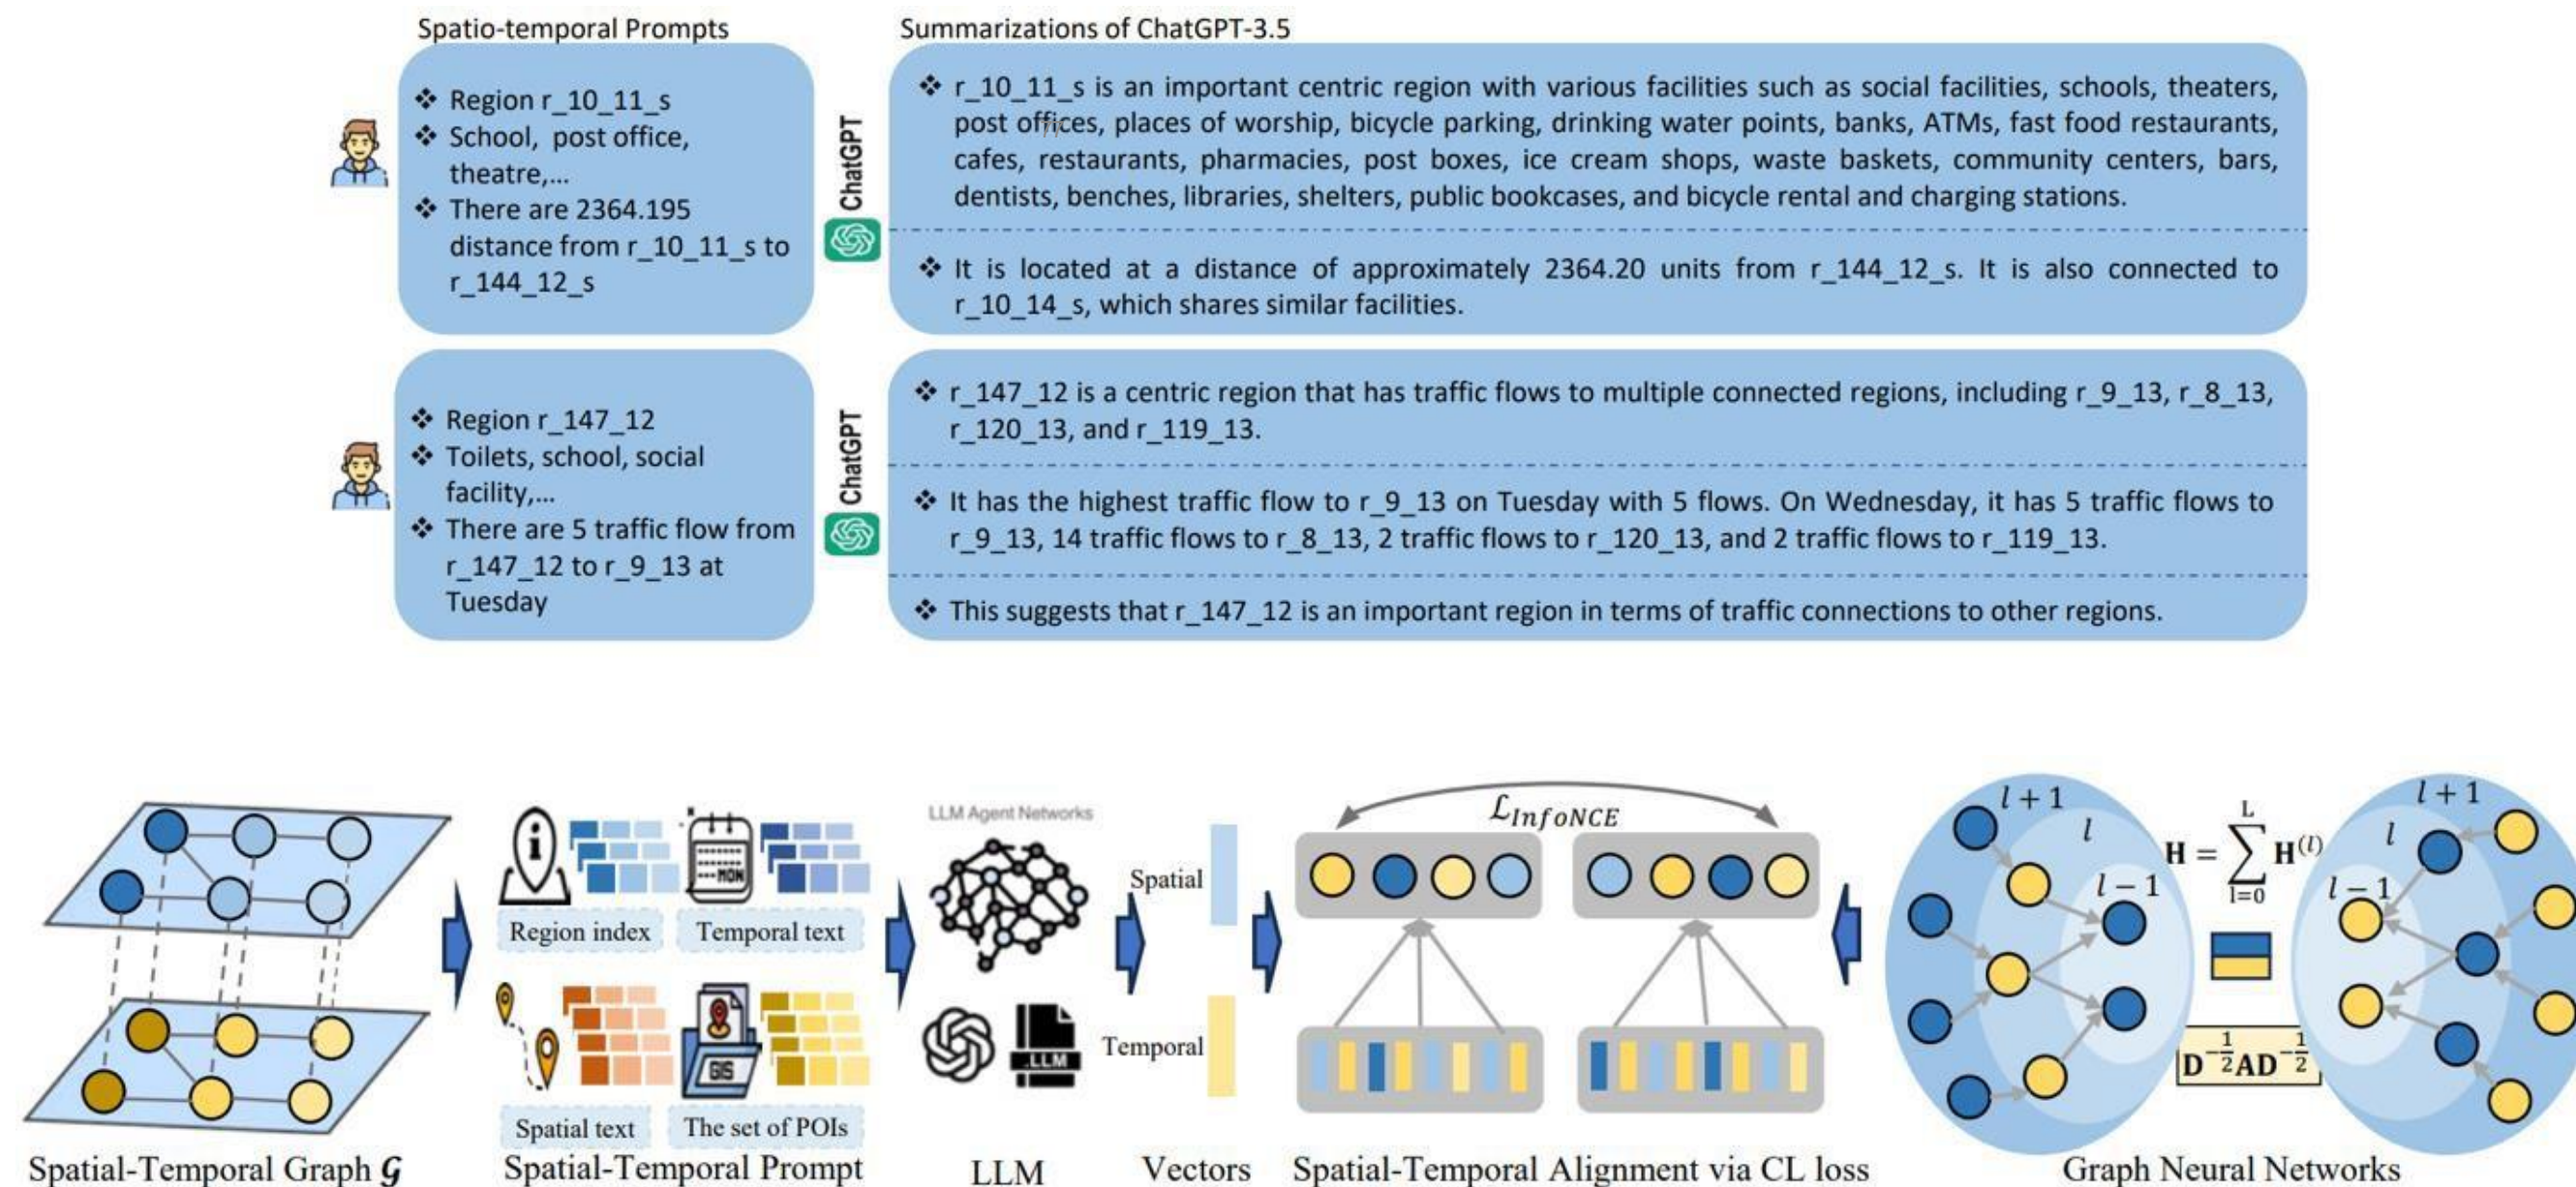 Spatio-temporal Prompts
Summarizations of ChatGPT-3.5
❖ Region r_10_11_s
❖ School, post office,
theatre,...
❖ There are 2364.195
distance from r_10_11_s to
r_144_12_s
ChatGPT
❖ r_10_11_s is an important centric region with various facilities such as social facilities, schools, theaters,
post offices, places of worship, bicycle parking, drinking water points, banks, ATMs, fast food restaurants,
cafes, restaurants, pharmacies, post boxes, ice cream shops, waste baskets, community centers, bars,
dentists, benches, libraries, shelters, public bookcases, and bicycle rental and charging stations.
❖ It is located at a distance of approximately 2364.20 units from r_144_12_s. It is also connected to
r_10_14_s, which shares similar facilities.
❖ Region r_147_12
❖ Toilets, school, social
facility,...
❖ There are 5 traffic flow from
r_147_12 to r_9_13 at
Tuesday
ChatGPT
❖ r_147_12 is a centric region that has traffic flows to multiple connected regions, including r_9_13, r_8_13,
r_120_13, and r_119_13.
❖ It has the highest traffic flow to r_9_13 on Tuesday with 5 flows. On Wednesday, it has 5 traffic flows to
r_9_13, 14 traffic flows to r_8_13, 2 traffic flows to r_120_13, and 2 traffic flows to r_119_13.
❖ This suggests that r_147_12 is an important region in terms of traffic connections to other regions.
Spatial-Temporal Graph 𝓖
MON
Region index
Temporal text
GIS
Spatial text
The set of POIs
Spatial-Temporal Prompt
LLM Agent Networks
.LLM
LLM
Spatial
Temporal
Vectors
ℒ_InfoNCE
Spatial-Temporal Alignment via CL loss
l + 1
l
l − 1
H = ∑_{l=0}^{L} H^{(l)}
D^{-1/2}AD^{-1/2}
l + 1
l
l − 1
Graph Neural Networks